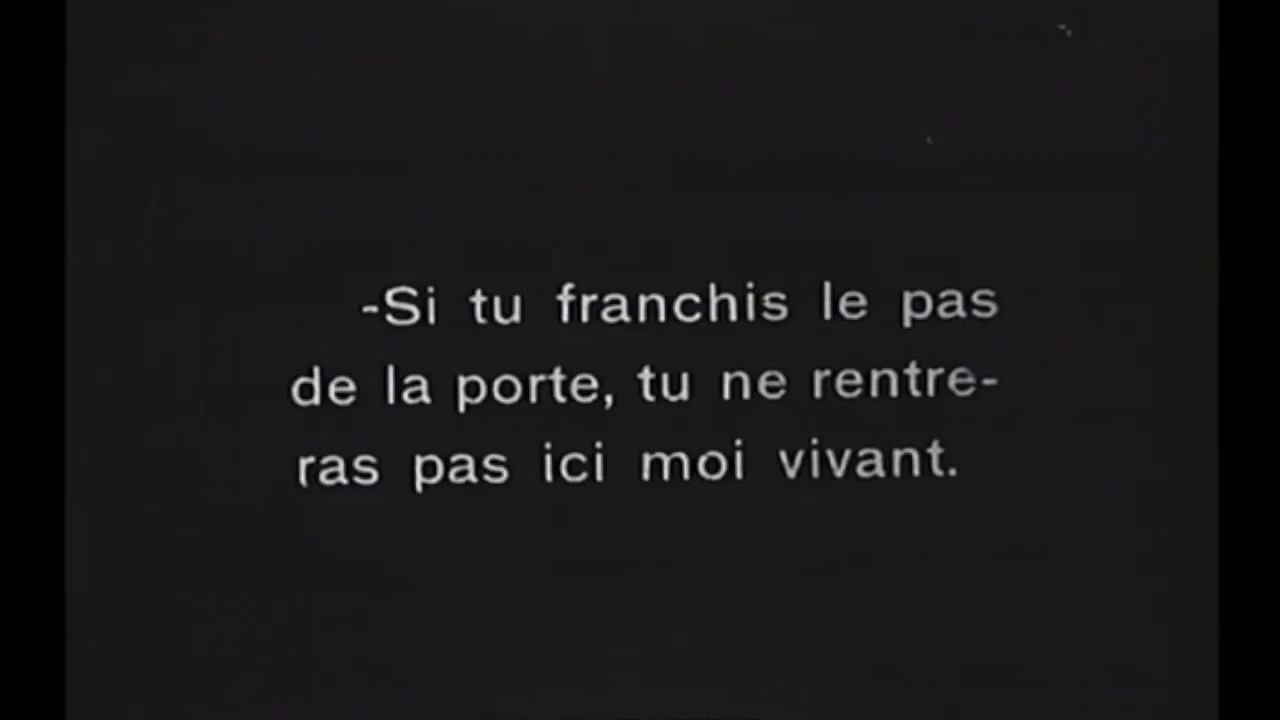 -Si tu franchis le pas
de la porte, tu ne rentre-
ras pas ici moi vivant.